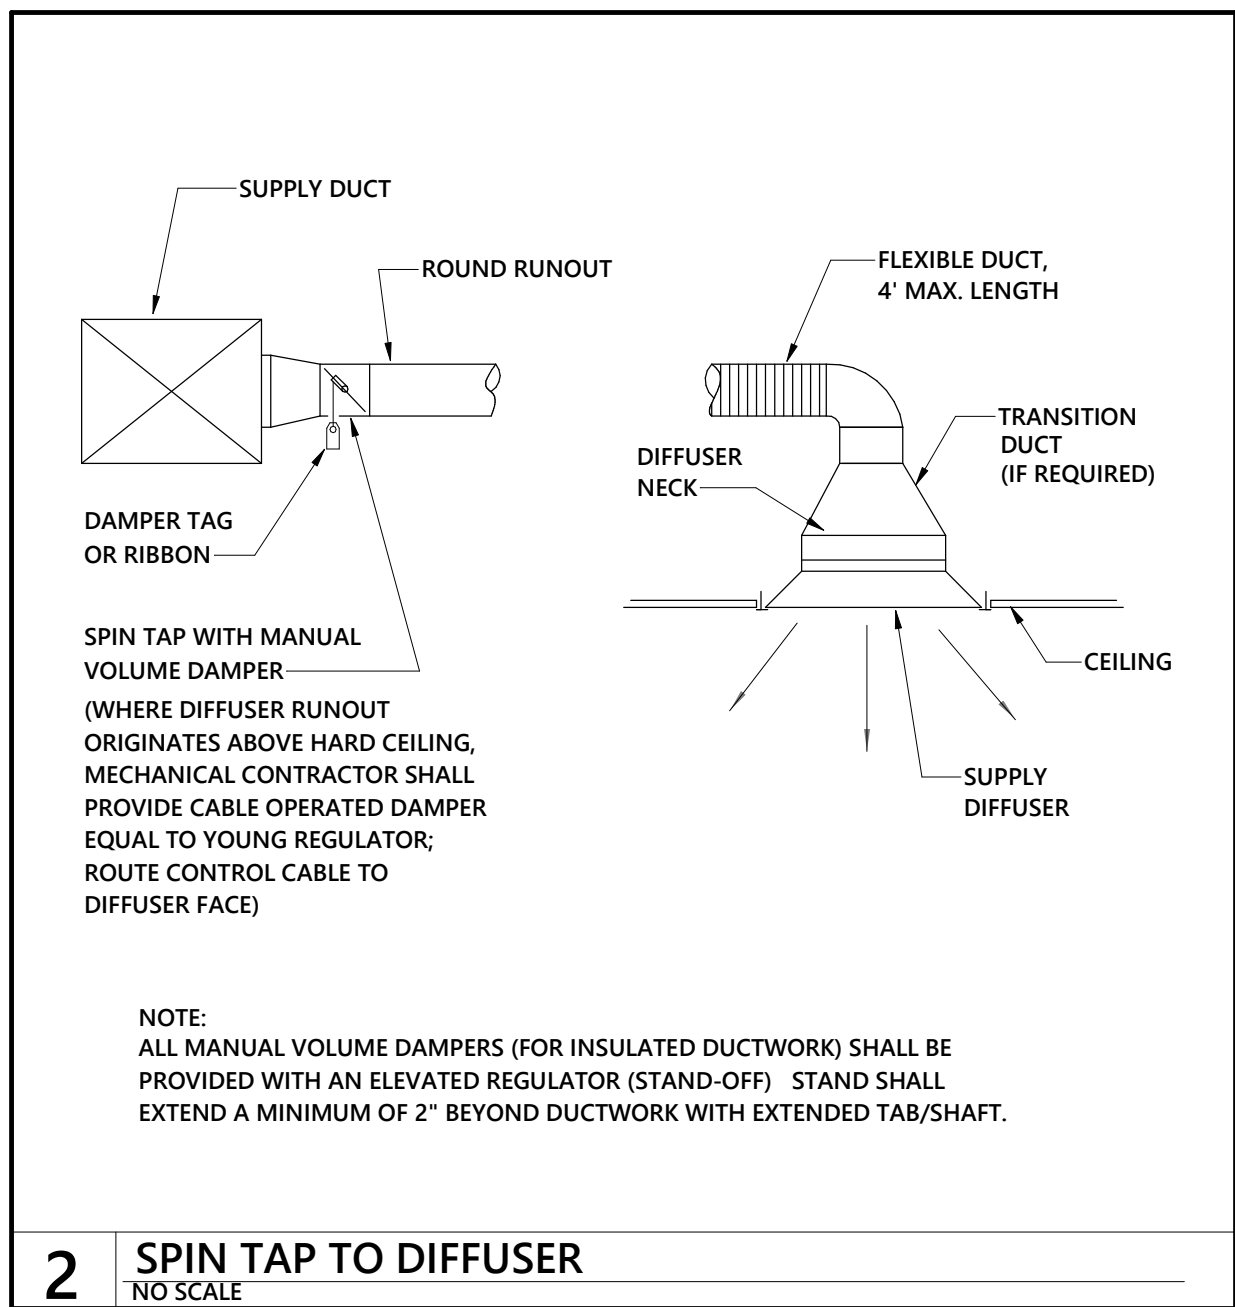 SUPPLY DUCT
ROUND RUNOUT
FLEXIBLE DUCT,
4' MAX. LENGTH
TRANSITION
DUCT
(IF REQUIRED)
DIFFUSER
NECK
DAMPER TAG
OR RIBBON
SPIN TAP WITH MANUAL
VOLUME DAMPER
(WHERE DIFFUSER RUNOUT
ORIGINATES ABOVE HARD CEILING,
MECHANICAL CONTRACTOR SHALL
PROVIDE CABLE OPERATED DAMPER
EQUAL TO YOUNG REGULATOR;
ROUTE CONTROL CABLE TO
DIFFUSER FACE)
CEILING
SUPPLY
DIFFUSER
NOTE:
ALL MANUAL VOLUME DAMPERS (FOR INSULATED DUCTWORK) SHALL BE
PROVIDED WITH AN ELEVATED REGULATOR (STAND-OFF) STAND SHALL
EXTEND A MINIMUM OF 2" BEYOND DUCTWORK WITH EXTENDED TAB/SHAFT.
2
SPIN TAP TO DIFFUSER
NO SCALE